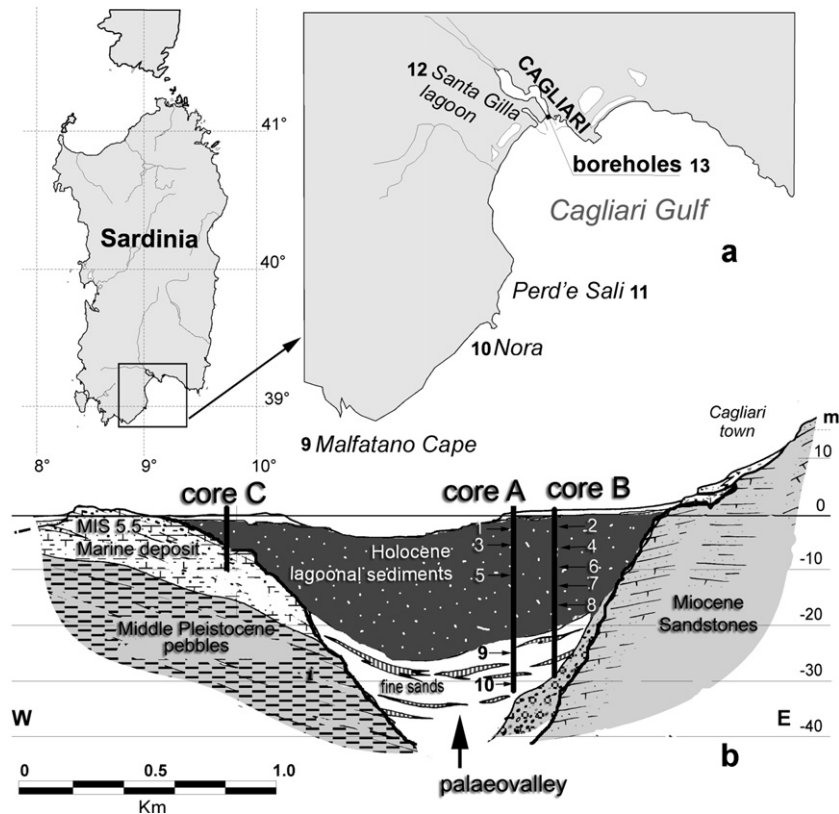 41°
40°
39°
8°
9°
10°
Sardinia
12 Santa Gilla
lagoon
CAGLIARI
boreholes 13
Cagliari Gulf
a
Perd'e Sali 11
10 Nora
9 Malfatano Cape
Cagliari
town
m
10
0
-10
-20
-30
-40
core C
core A
core B
MIS 5.5
Marine deposit
Holocene
lagoonal sediments
1
3
5
9
10
2
4
6
7
8
Middle Pleistocene
pebbles
fine sands
Miocene
Sandstones
W
E
palaeovalley
b
0
0.5
1.0
Km